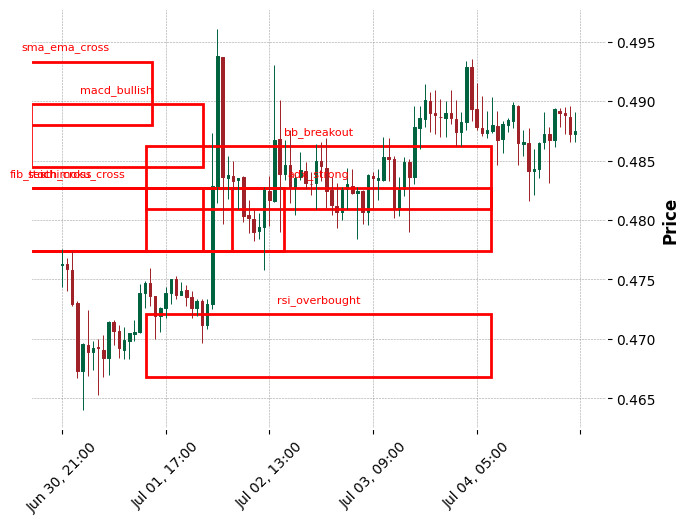 sma_ema_cross
macd_bullish
bb_breakout
adx_strong
rsi_overbought
0.495
0.490
0.485
0.480
0.475
0.470
0.465
Price
Jun 30, 21:00
Jul 01, 17:00
Jul 02, 13:00
Jul 03, 09:00
Jul 04, 05:00